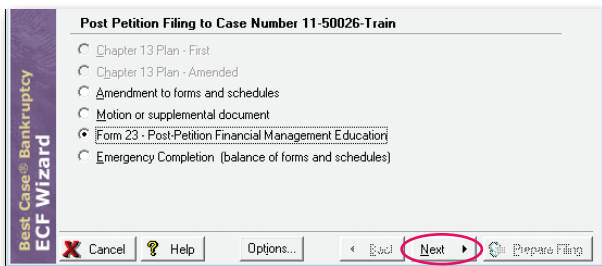 Post Petition Filing to Case Number 11-50026-Train
Chapter 13 Plan - First
Chapter 13 Plan - Amended
Amendment to forms and schedules
Motion or supplemental document
Form 23 - Post-Petition Financial Management Education
Emergency Completion (balance of forms and schedules)
Best Case® Bankruptcy
ECF Wizard
Cancel
Help
Options...
Back
Next
Prepare Filing